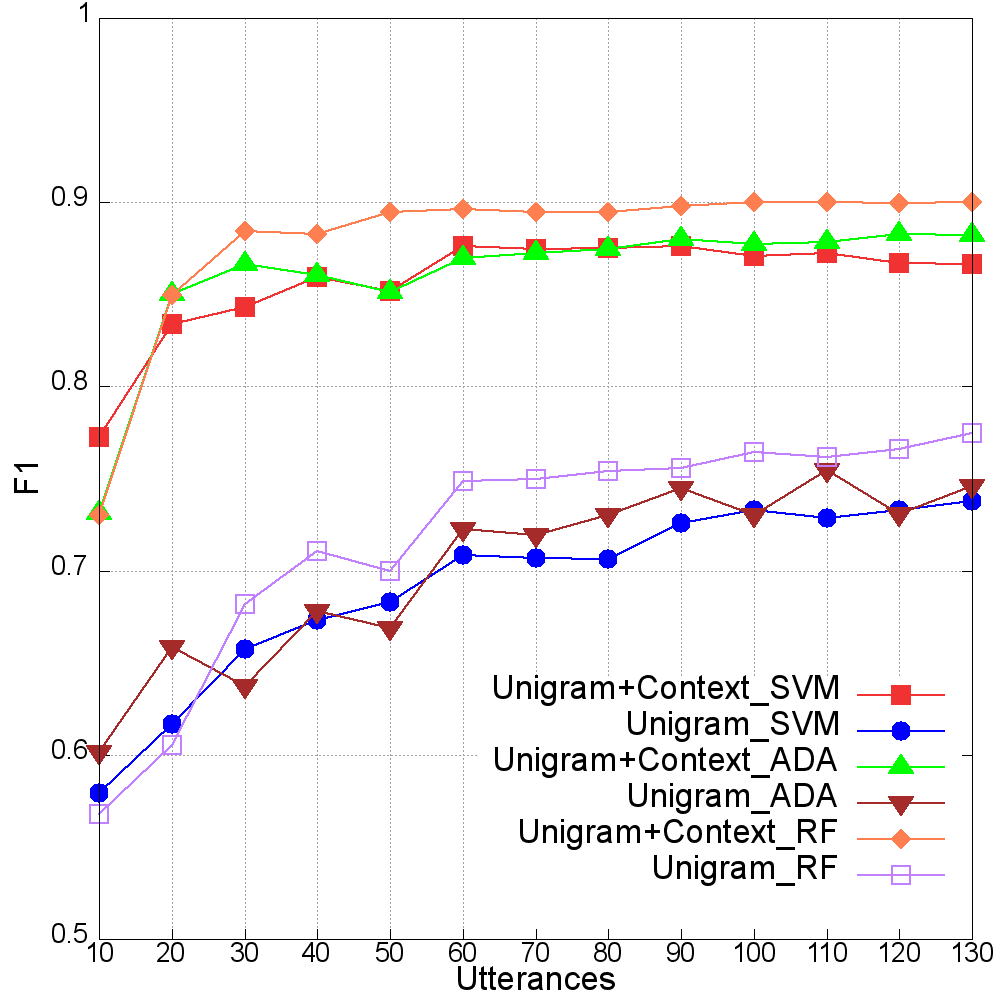 1
0.9
0.8
0.7
0.6
0.5
F1
Unigram+Context_SVM
Unigram_SVM
Unigram+Context_ADA
Unigram_ADA
Unigram+Context_RF
Unigram_RF
10 20 30 40 50 60 70 80 90 100 110 120 130
Utterances